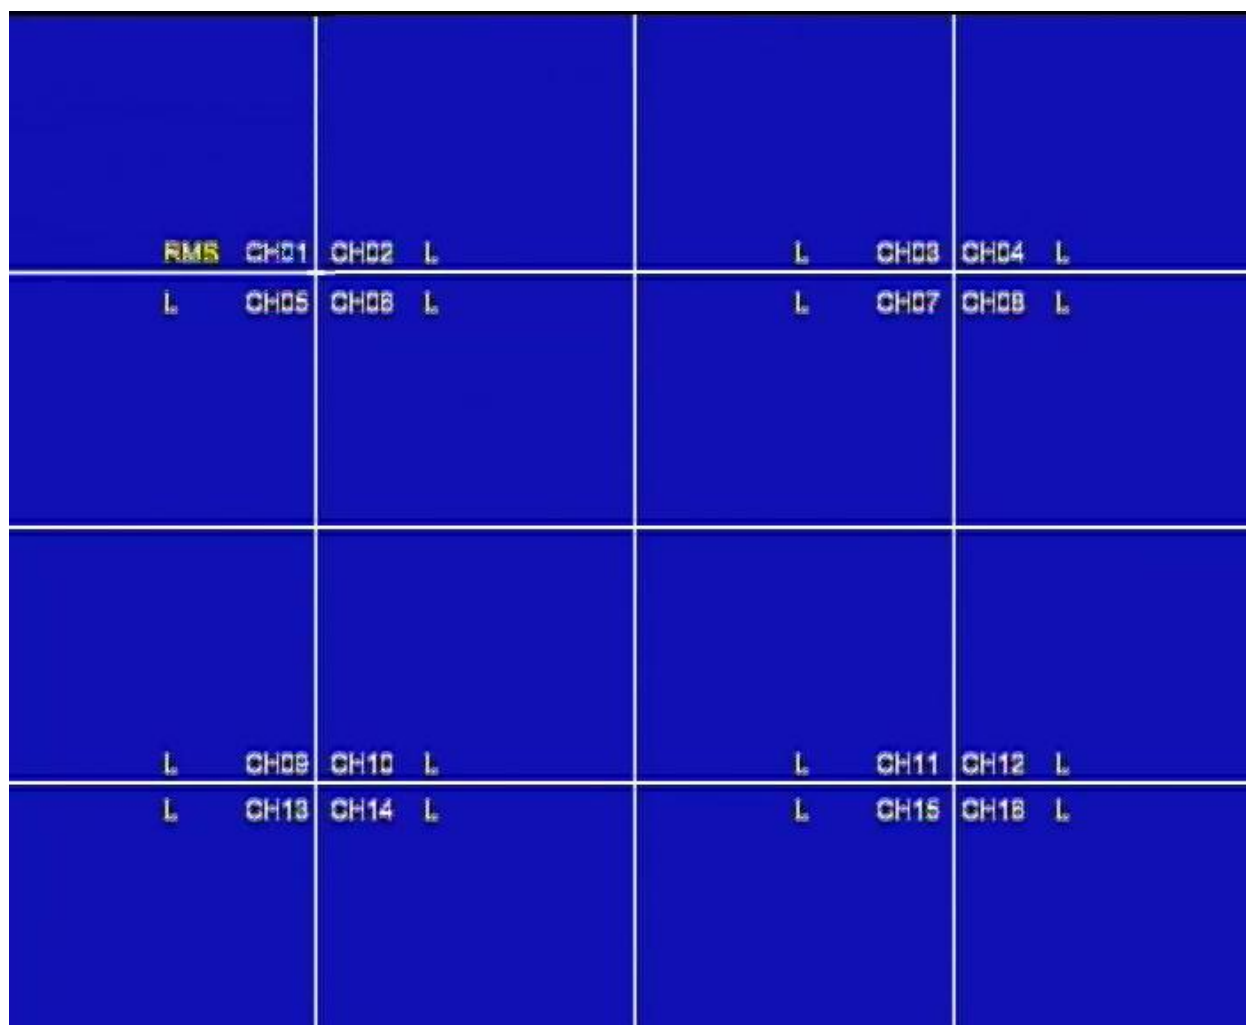 RMS CH01 CH02 L L CH03 CH04 L
L CH05 CH06 L L CH07 CH08 L
L CH09 CH10 L L CH11 CH12 L
L CH13 CH14 L L CH15 CH16 L